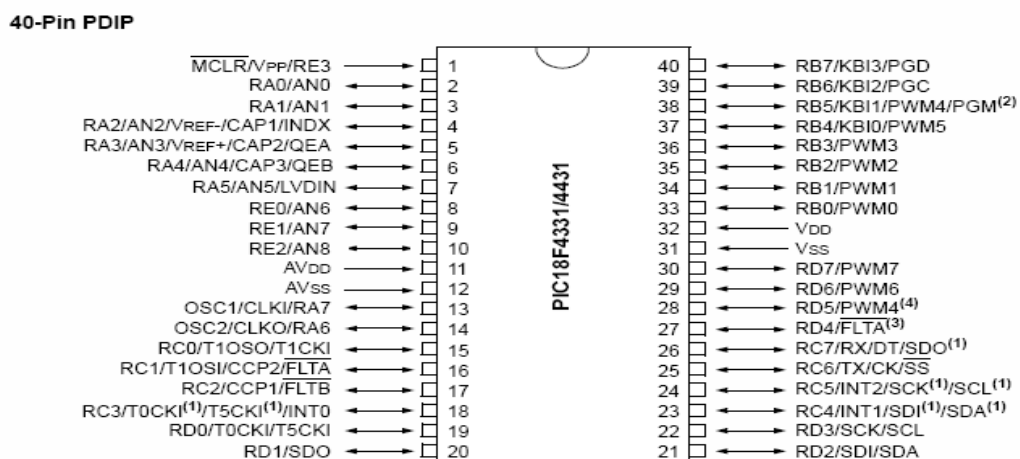 40-Pin PDIP
MCLR/VPP/RE3 1 40 RB7/KBI3/PGD
RA0/AN0 2 39 RB6/KBI2/PGC
RA1/AN1 3 38 RB5/KBI1/PWM4/PGM(2)
RA2/AN2/VREF-/CAP1/INDX 4 37 RB4/KBI0/PWM5
RA3/AN3/VREF+/CAP2/QEA 5 36 RB3/PWM3
RA4/AN4/CAP3/QEB 6 35 RB2/PWM2
RA5/AN5/LVDIN 7 34 RB1/PWM1
RE0/AN6 8 33 RB0/PWM0
RE1/AN7 9 32 VDD
RE2/AN8 10 31 VSS
AVDD 11 30 RD7/PWM7
AVSS 12 29 RD6/PWM6
OSC1/CLKI/RA7 13 28 RD5/PWM4(4)
OSC2/CLKO/RA6 14 27 RD4/FLTA(3)
RC0/T1OSO/T1CKI 15 26 RC7/RX/DT/SDO(1)
RC1/T1OSI/CCP2/FLTA 16 25 RC6/TX/CK/SS
RC2/CCP1/FLTB 17 24 RC5/INT2/SCK(1)/SCL(1)
RC3/T0CKI(1)/T5CKI(1)/INT0 18 23 RC4/INT1/SDI(1)/SDA(1)
RD0/T0CKI/T5CKI 19 22 RD3/SCK/SCL
RD1/SDO 20 21 RD2/SDI/SDA
PIC18F4331/4431